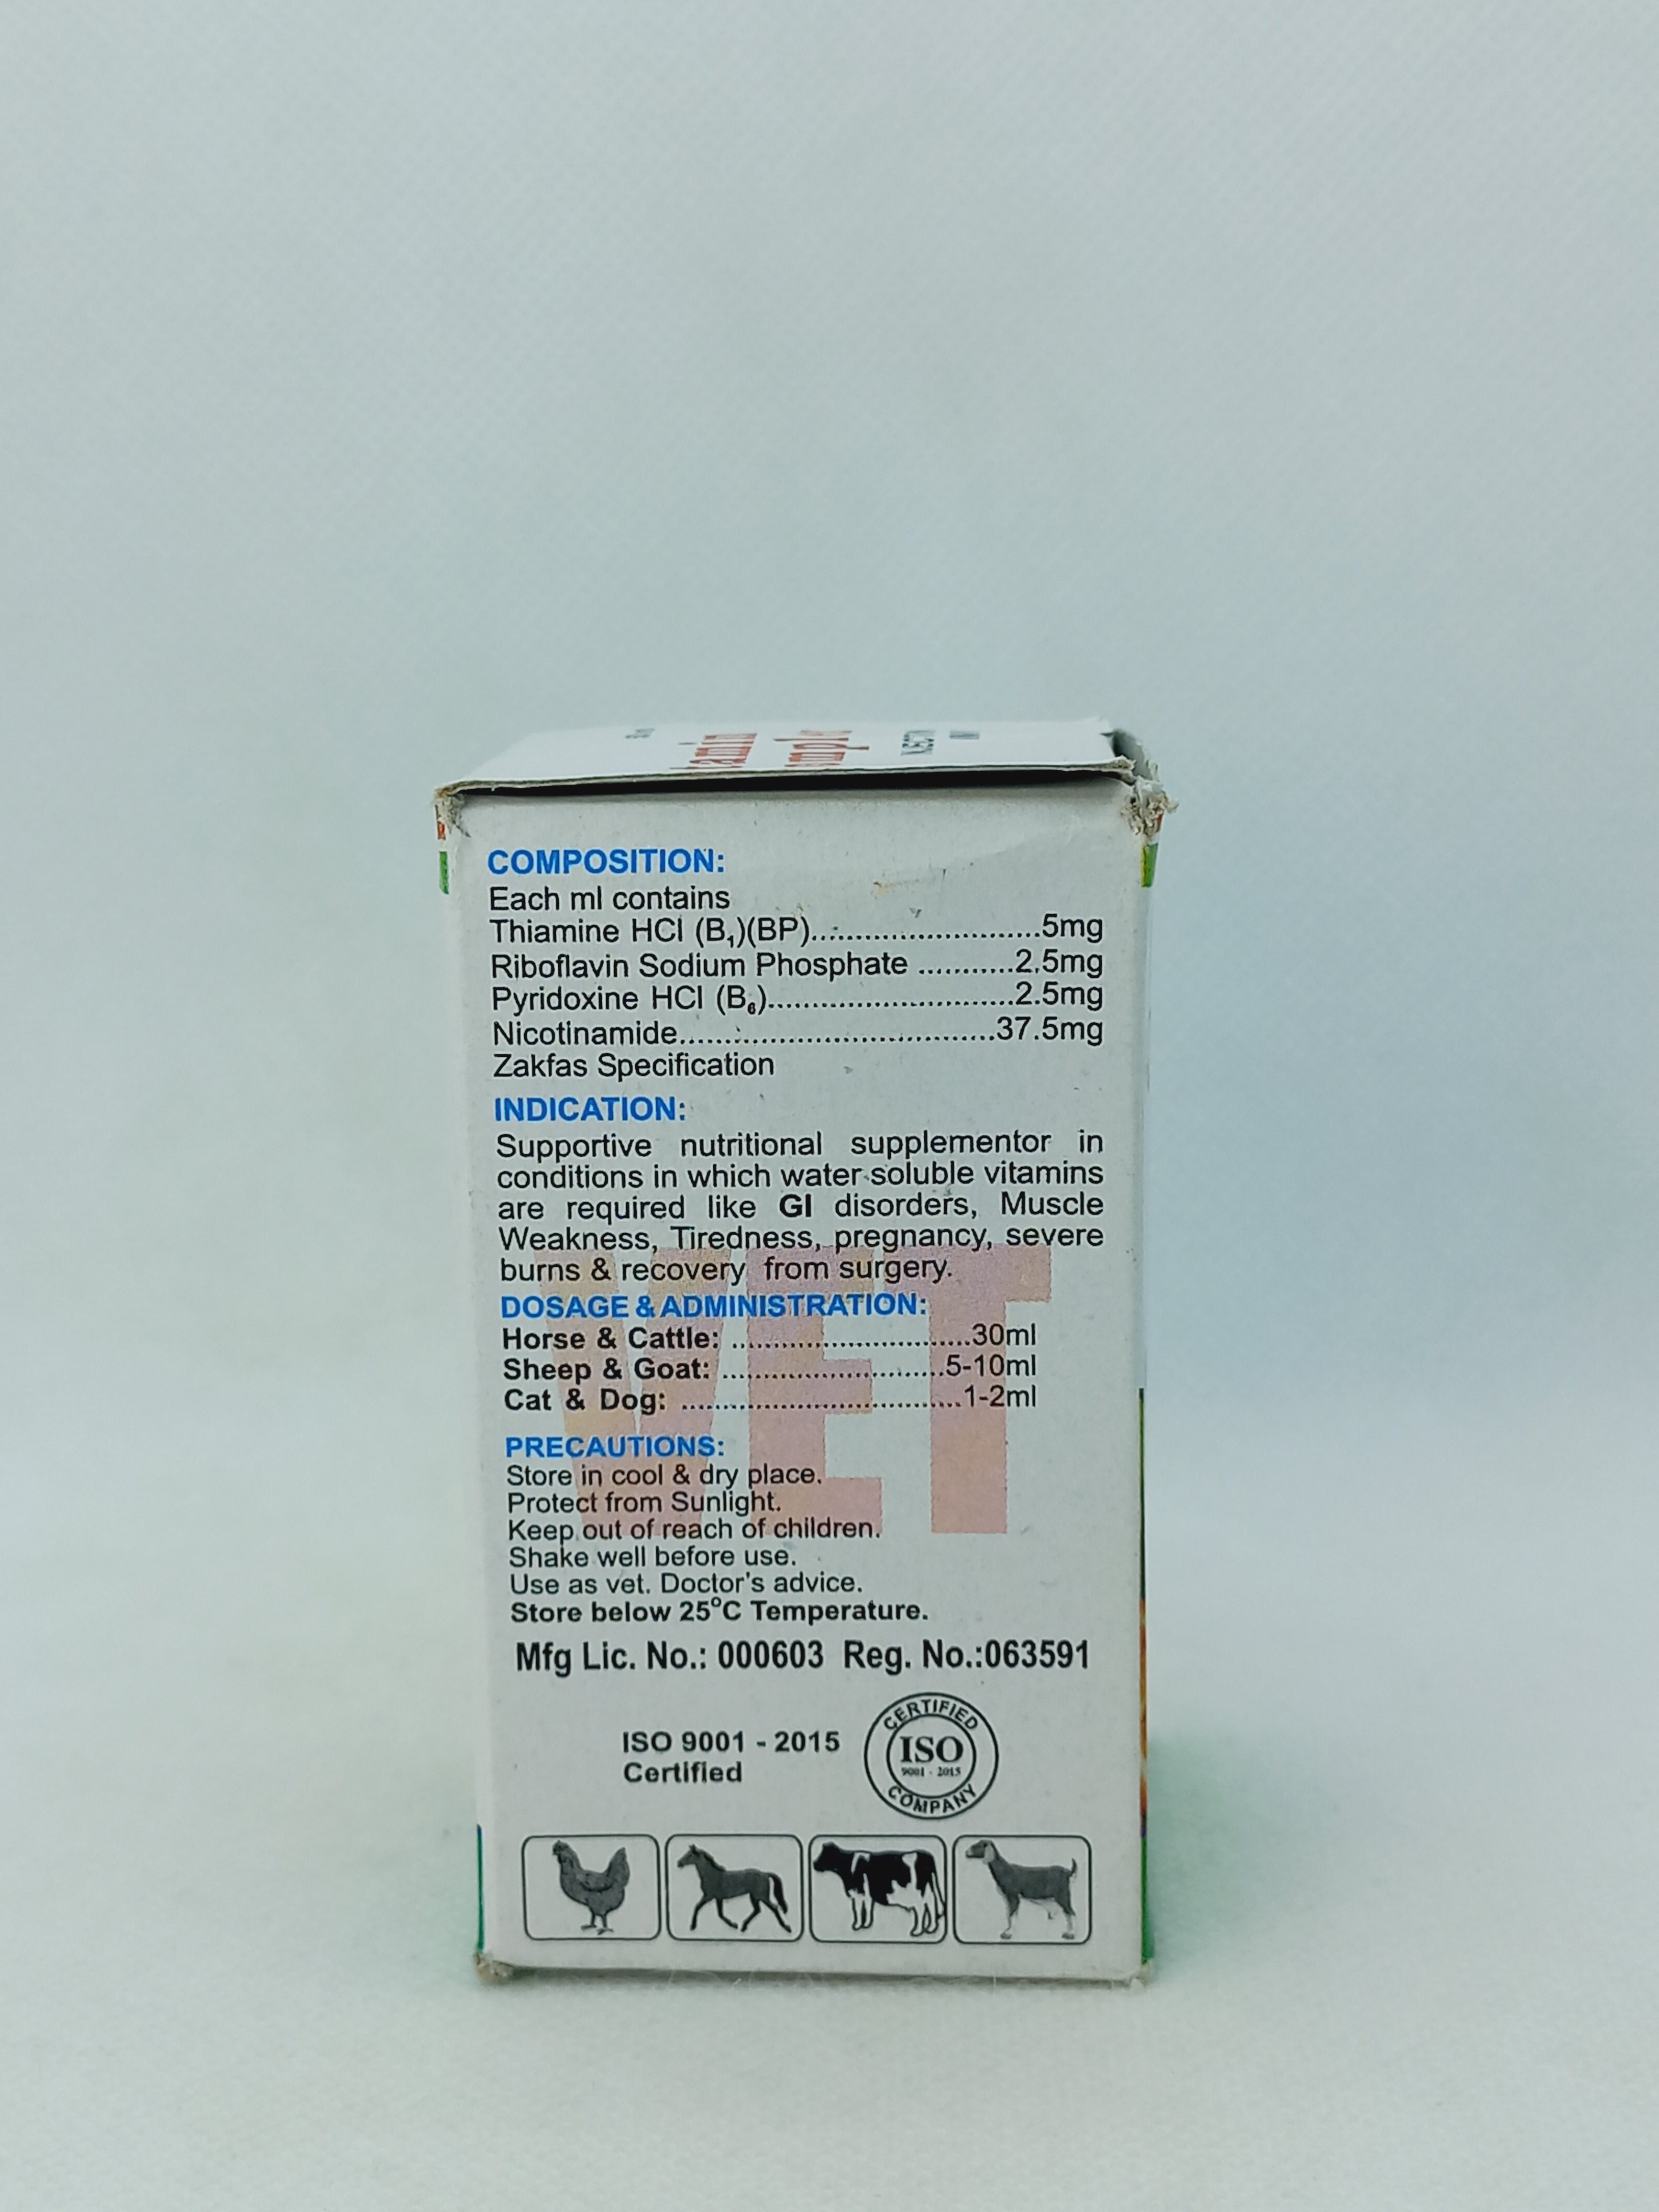 COMPOSITION:
Each ml contains
Thiamine HCl (B₁)(BP)..............................5mg
Riboflavin Sodium Phosphate ...........2.5mg
Pyridoxine HCl (B₆)..............................2.5mg
Nicotinamide.....................................37.5mg
Zakfas Specification
INDICATION:
Supportive nutritional supplementor in
conditions in which water soluble vitamins
are required like GI disorders, Muscle
Weakness, Tiredness, pregnancy, severe
burns & recovery from surgery.
DOSAGE & ADMINISTRATION:
Horse & Cattle: ..............................30ml
Sheep & Goat: ............................5-10ml
Cat & Dog: ...................................1-2ml
VET
PRECAUTIONS:
Store in cool & dry place.
Protect from Sunlight.
Keep out of reach of children.
Shake well before use.
Use as vet. Doctor's advice.
Store below 25°C Temperature.
Mfg Lic. No.: 000603 Reg. No.:063591
ISO 9001 - 2015
Certified
CERTIFIED
ISO
9001 - 2015
COMPANY